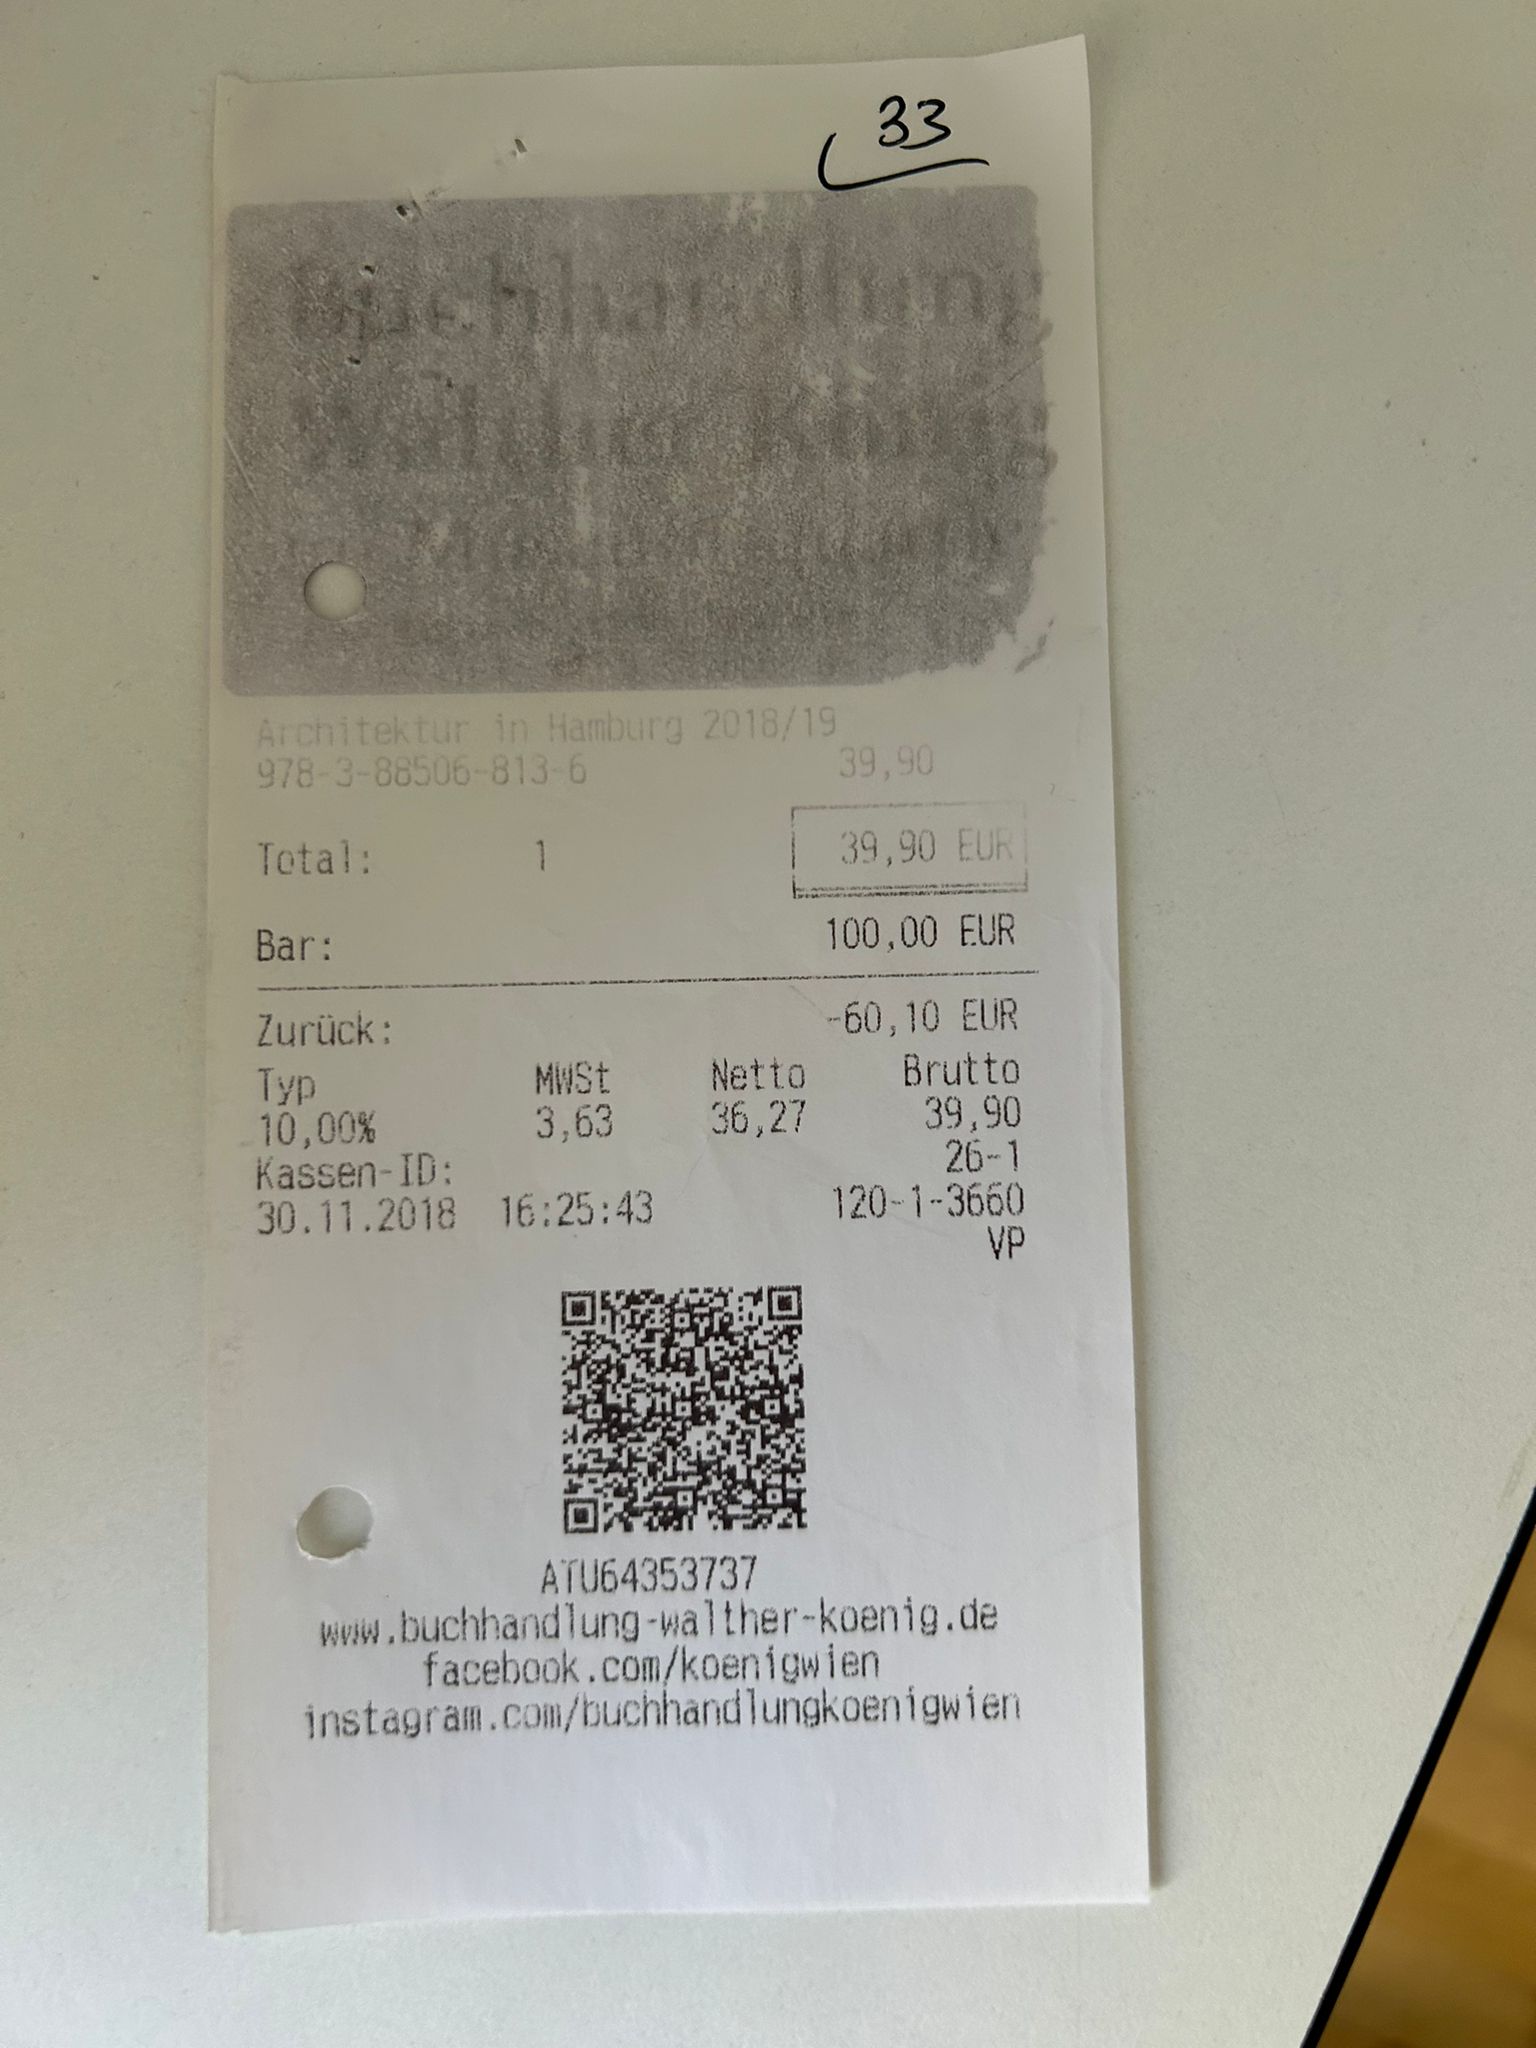 33
Buchhandlung
Walther König
Architektur in Hamburg 2018/19
978-3-88506-813-6 39,90
Total: 1 39,90 EUR
Bar: 100,00 EUR
Zurück: -60,10 EUR
Typ MWSt Netto Brutto
10,00% 3,63 36,27 39,90
Kassen-ID: 26-1
30.11.2018 16:25:43 120-1-3660
VP
ATU64353737
www.buchhandlung-walther-koenig.de
facebook.com/koenigwien
instagram.com/buchhandlungkoenigwien